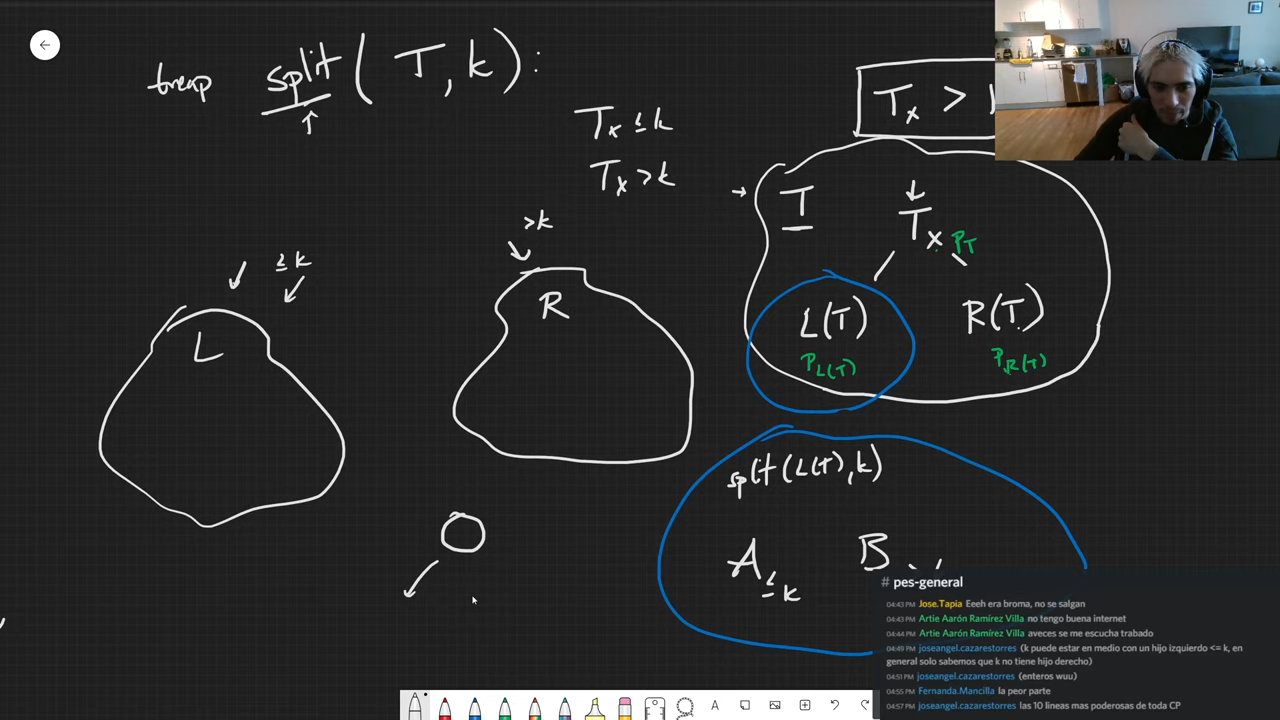 treap split(T, k):
T_x ≤ k
T_x > k
T_x >
T
T_x P_T
L(T) R(T)
P_L(T) P_R(T)
≤ k
> k
L
R
split(L(T), k)
A ≤ k B
# pes-general
04:43 PM Jose.Tapia Eeeh era broma, no se salgan
04:43 PM Artie Aarón Ramírez Villa no tengo buena internet
04:44 PM Artie Aarón Ramírez Villa aveces se me escucha trabado
04:49 PM joseangel.cazarestorres (k puede estar en medio con un hijo izquierdo <= k, en
general solo sabemos que k no tiene hijo derecho)
04:51 PM joseangel.cazarestorres (enteros wuu)
04:55 PM Fernanda.Mancilla la peor parte
04:57 PM joseangel.cazarestorres las 10 lineas mas poderosas de toda CP
A